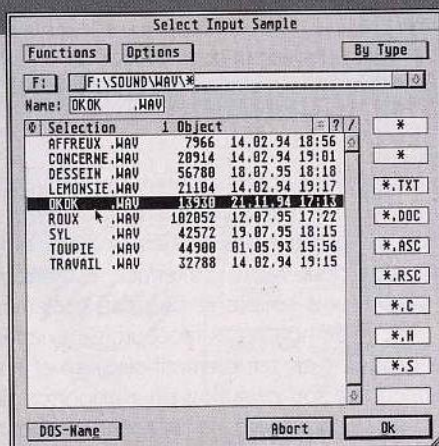 Select Input Sample
Functions Options By Type
F: F:\SOUND\WAV\*
Name: OKOK .WAV
Selection i Object = ? /
AFFREUX .WAV 7966 14.02.94 18:56
CONCERNE.WAV 20914 14.02.94 19:01
DESSEIN .WAV 56780 18.07.95 18:18
LEMONSIE.WAV 21104 14.02.94 19:17
OKOK .WAV 13930 21.11.94 17:13
ROUX .WAV 102052 12.07.95 17:22
SYL .WAV 42572 19.07.95 18:15
TOUPIE .WAV 44900 01.05.93 15:56
TRAVAIL .WAV 32788 14.02.94 19:15
*
*
*.TXT
*.DOC
*.ASC
*.RSC
*.C
*.H
*.S
DOS-Name Abort Ok